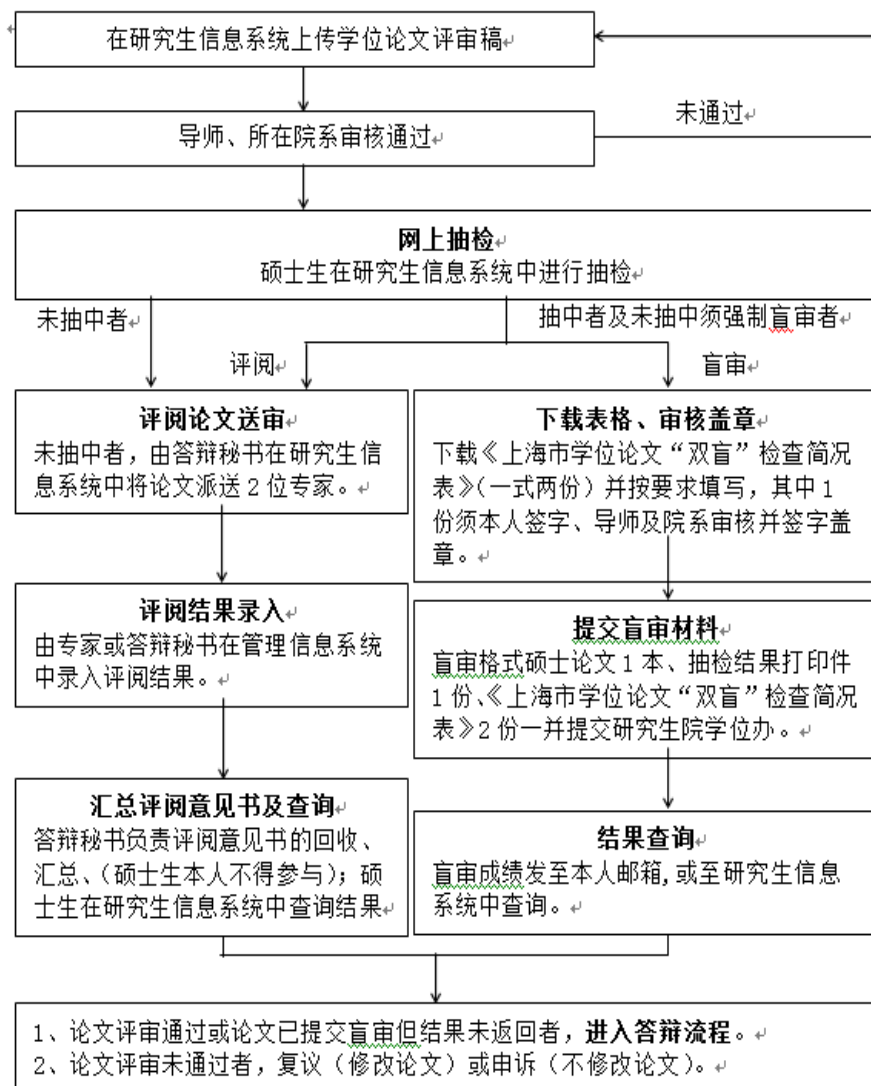 在研究生信息系统上传学位论文评审稿
导师、所在院系审核通过
未通过
网上抽检
硕士生在研究生信息系统中进行抽检
未抽中者
抽中者及未抽中须强制盲审者
评阅
盲审
评阅论文送审
未抽中者，由答辩秘书在研究生信
息系统中将论文派送2位专家。
下载表格、审核盖章
下载《上海市学位论文“双盲”检查简况
表》（一式两份）并按要求填写，其中1
份须本人签字、导师及院系审核并签字盖
章。
评阅结果录入
由专家或答辩秘书在管理信息系统
中录入评阅结果。
提交盲审材料
盲审格式硕士论文1本、抽检结果打印件
1份、《上海市学位论文“双盲”检查简况
表》2份一并提交研究生院学位办。
汇总评阅意见书及查询
答辩秘书负责评阅意见书的回收、
汇总、（硕士生本人不得参与）；硕
士生在研究生信息系统中查询结果
结果查询
盲审成绩发至本人邮箱,或至研究生信息
系统中查询。
1、论文评审通过或论文已提交盲审但结果未返回者，进入答辩流程。
2、论文评审未通过者，复议（修改论文）或申诉（不修改论文）。